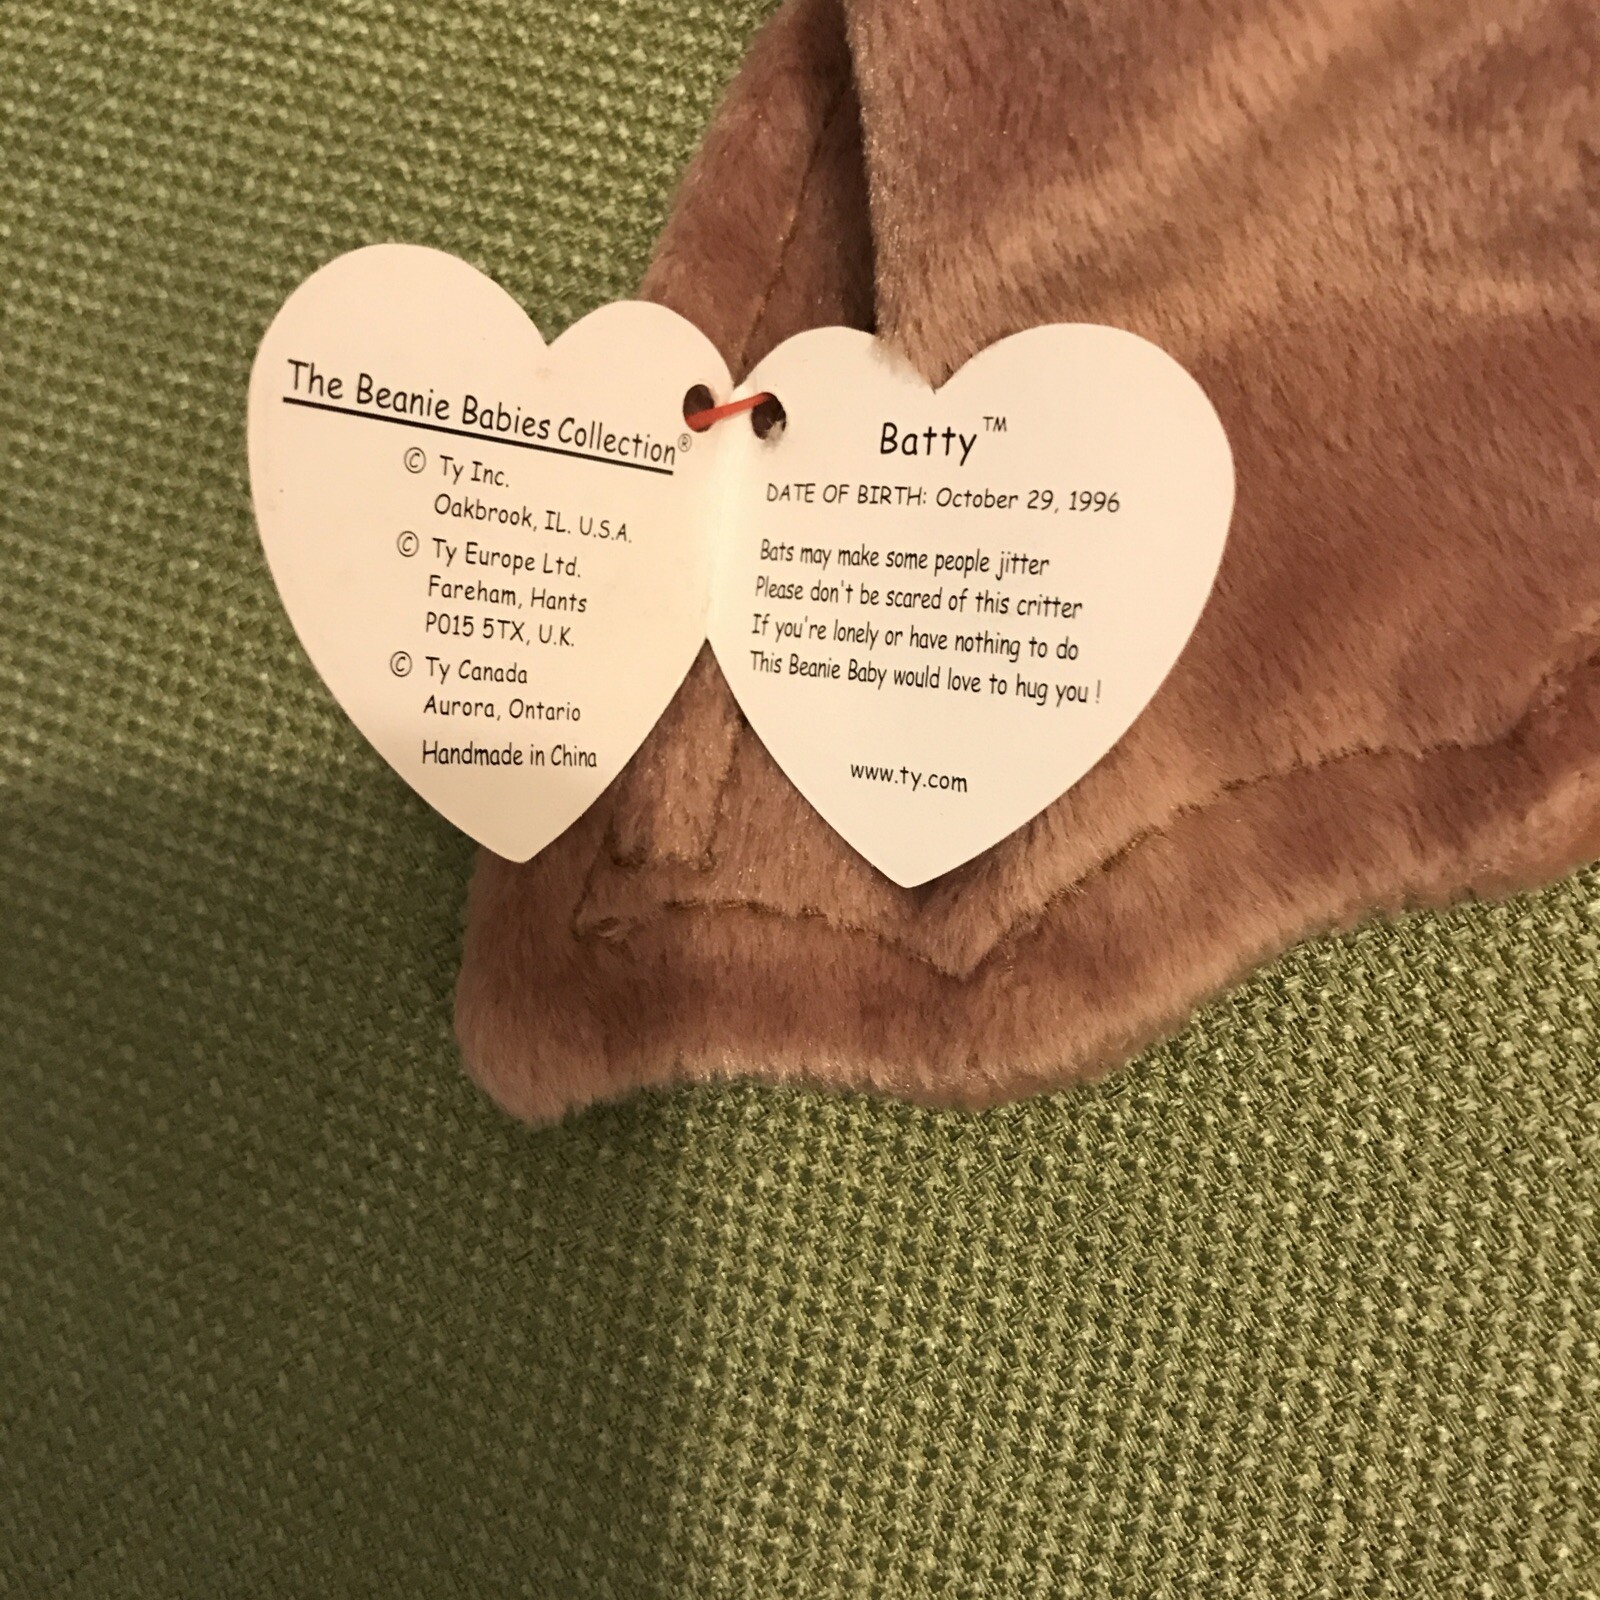 The Beanie Babies Collection®
© Ty Inc.
Oakbrook, IL. U.S.A.
© Ty Europe Ltd.
Fareham, Hants
P015 5TX, U.K.
© Ty Canada
Aurora, Ontario
Handmade in China
Batty™
DATE OF BIRTH: October 29, 1996
Bats may make some people jitter
Please don't be scared of this critter
If you're lonely or have nothing to do
This Beanie Baby would love to hug you !
www.ty.com